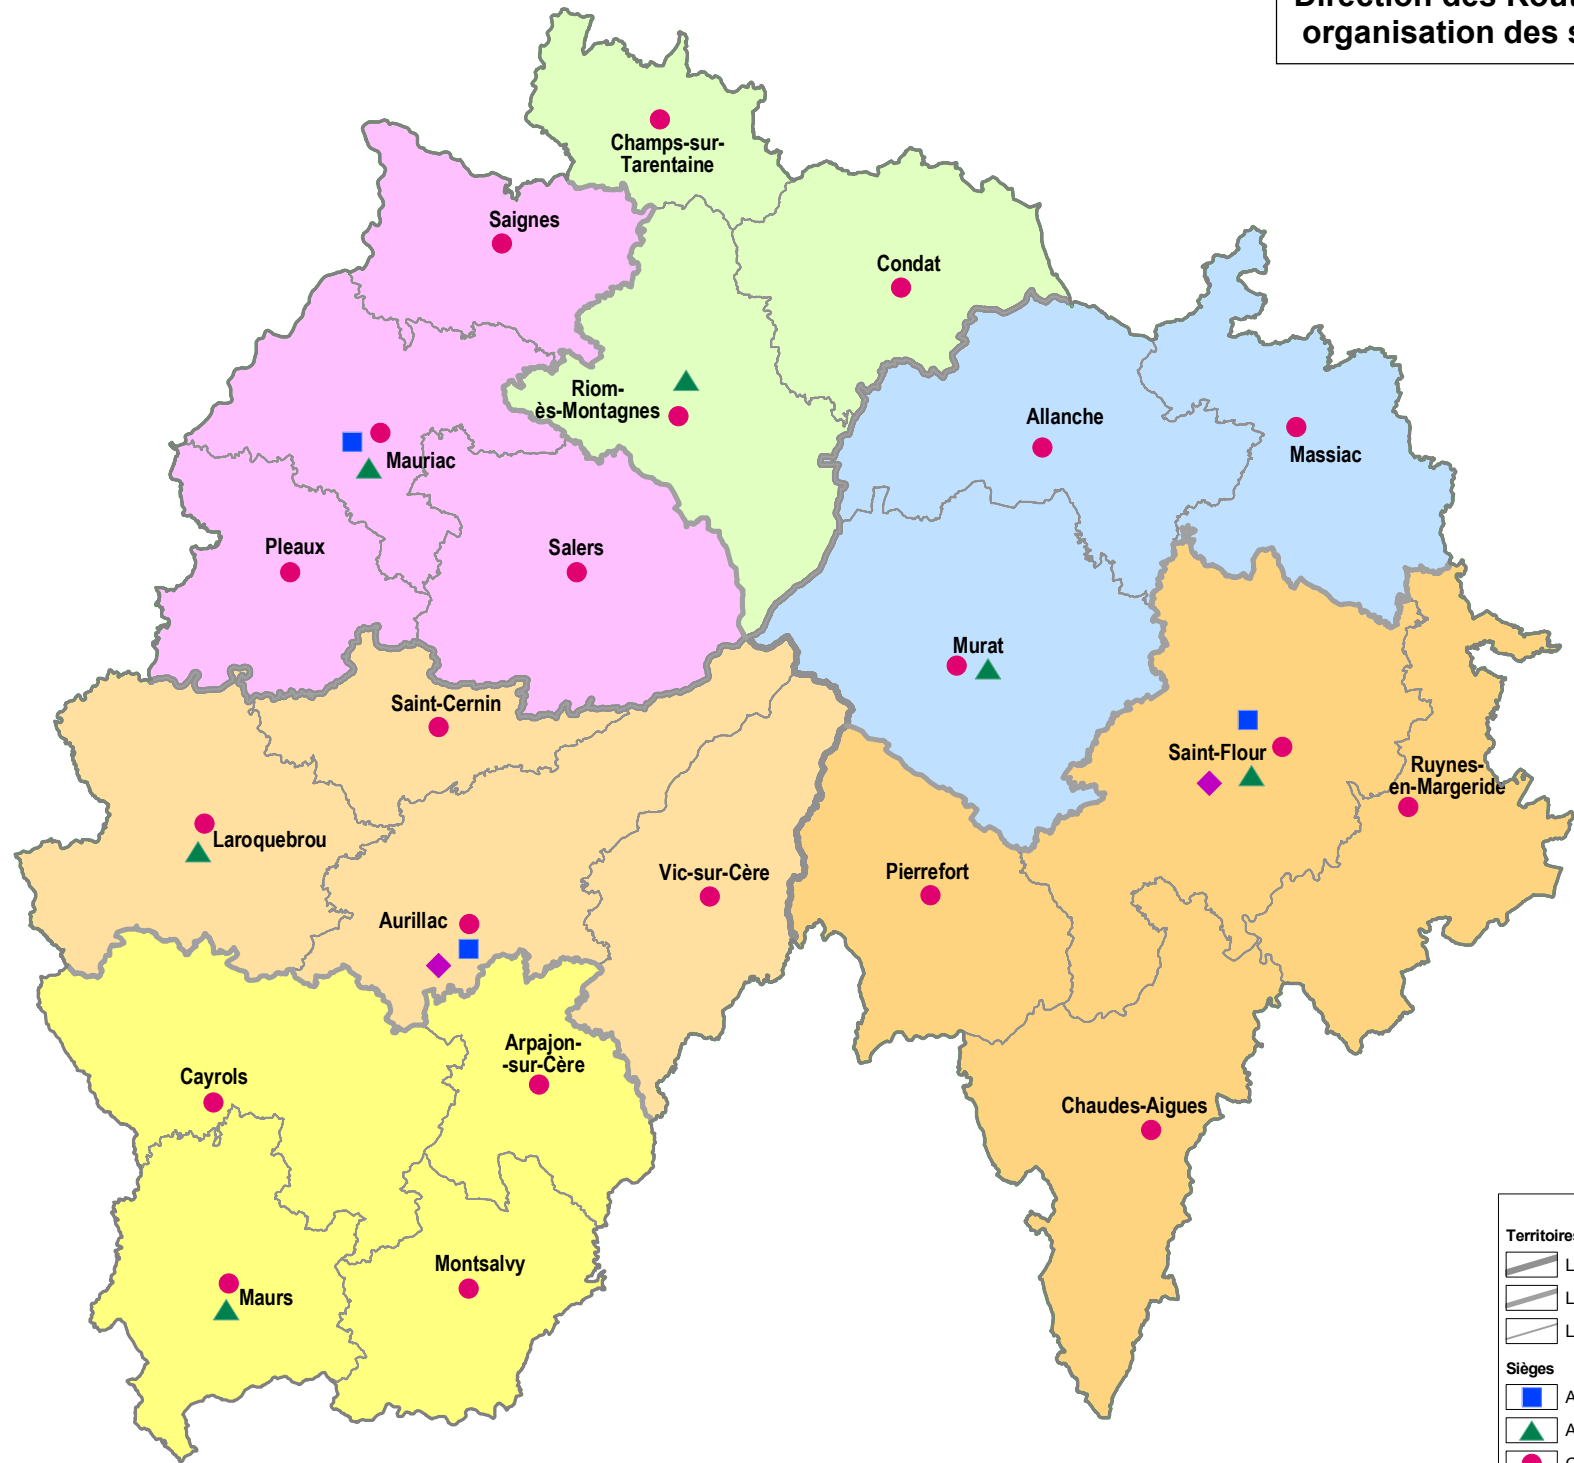 organisation des s
Champs-sur-
Tarentaine
Saignes
Condat
Riom-
ès-Montagnes
Allanche
Massiac
Mauriac
Pleaux
Salers
Murat
Saint-Cernin
Saint-Flour
Ruynes-
en-Margeride
Laroquebrou
Vic-sur-Cère
Pierrefort
Aurillac
Arpajon-
-sur-Cère
Cayrols
Chaudes-Aigues
Montsalvy
Maurs
Territoires
L
L
L
Sièges
A
A